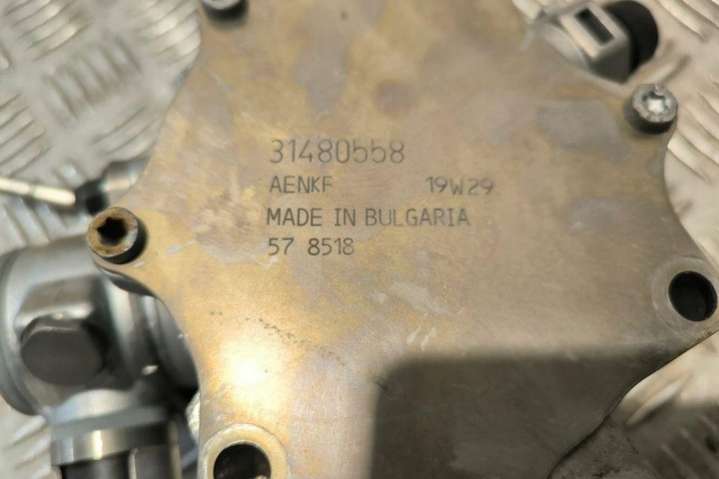 31480558
AENKF 19W29
MADE IN BULGARIA
57 8518